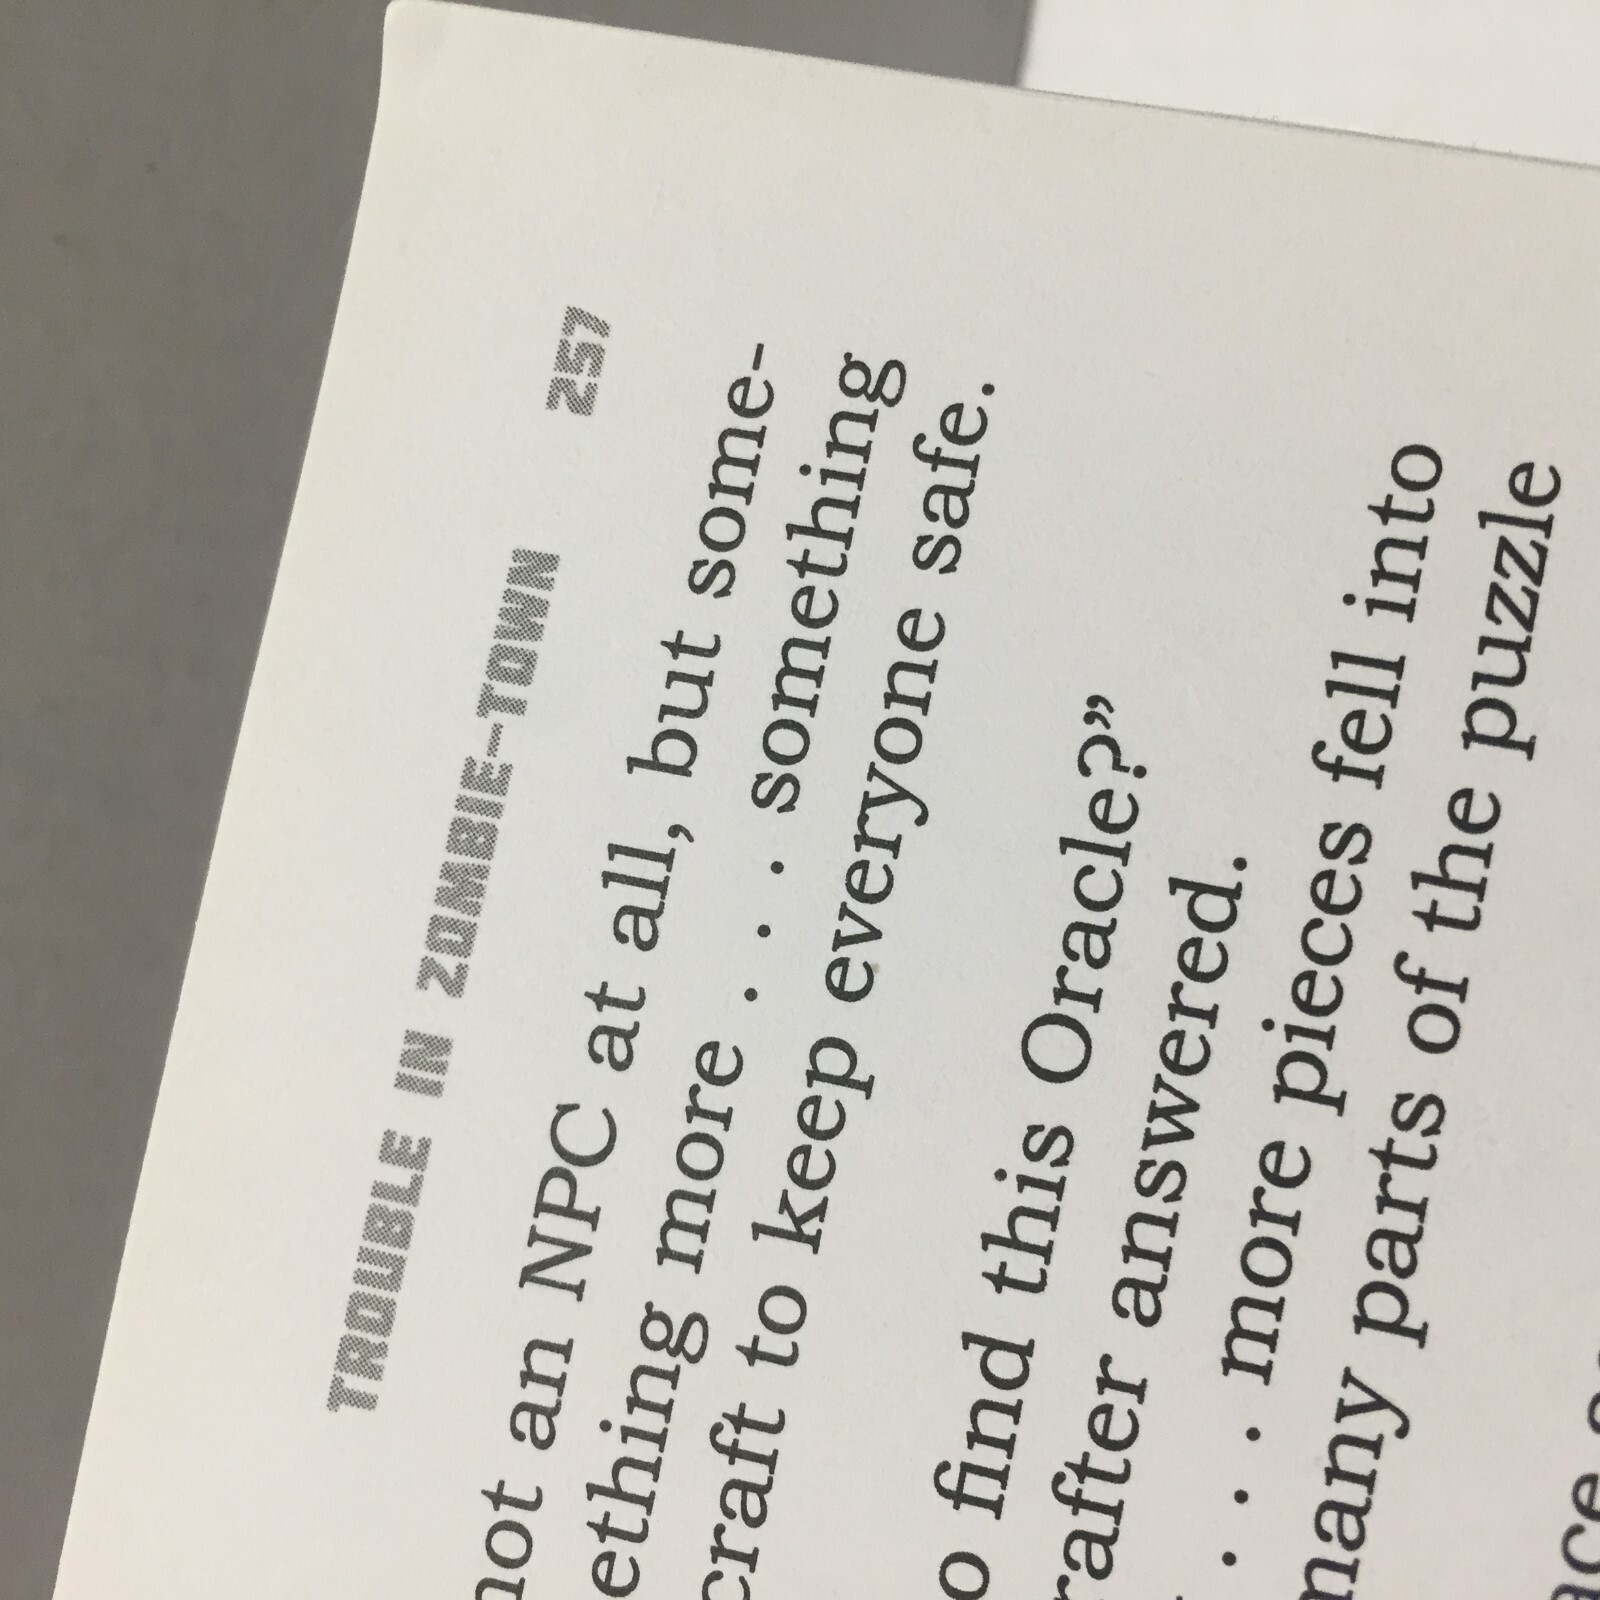 TROUBLE IN ZOMBIE-TOWN 257
not an NPC at all, but some-
ething more . . . something
craft to keep everyone safe.
o find this Oracle?”
rafter answered.
. . . more pieces fell into
many parts of the puzzle